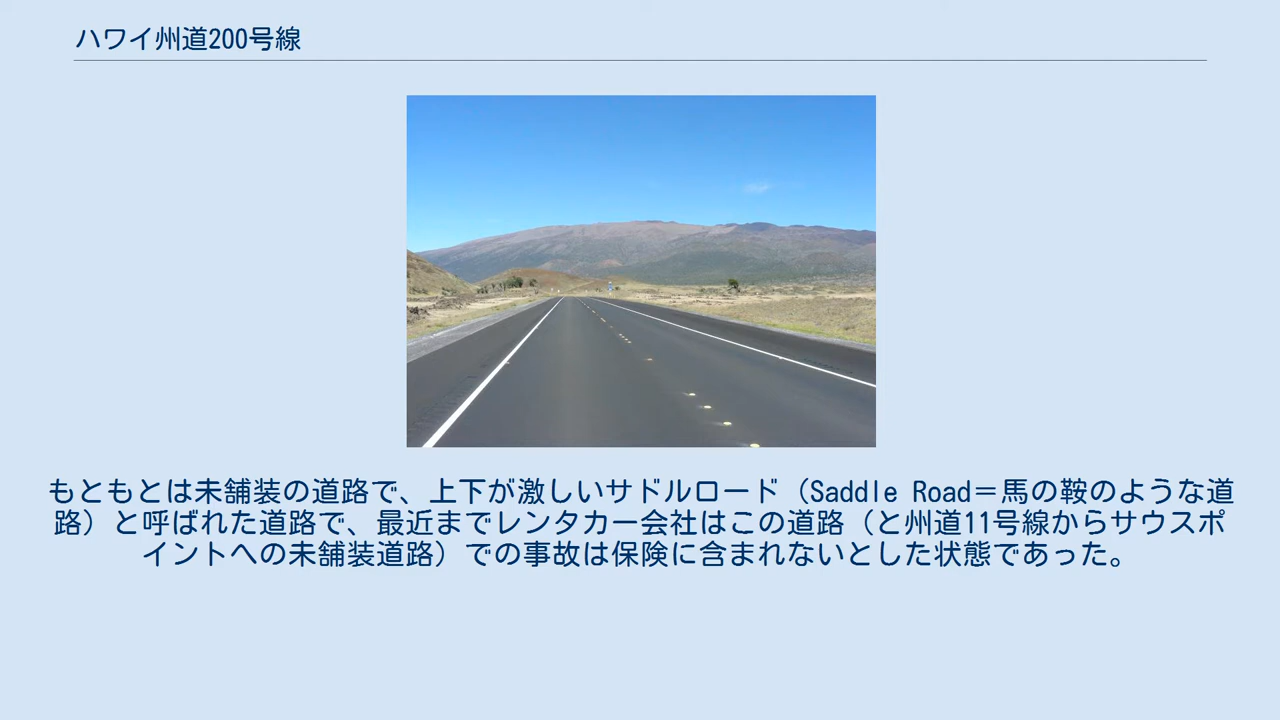 ハワイ州道200号線
もともとは未舗装の道路で、上下が激しいサドルロード（Saddle Road＝馬の鞍のような道
路）と呼ばれた道路で、最近までレンタカー会社はこの道路（と州道11号線からサウスポ
イントへの未舗装道路）での事故は保険に含まれないとした状態であった。